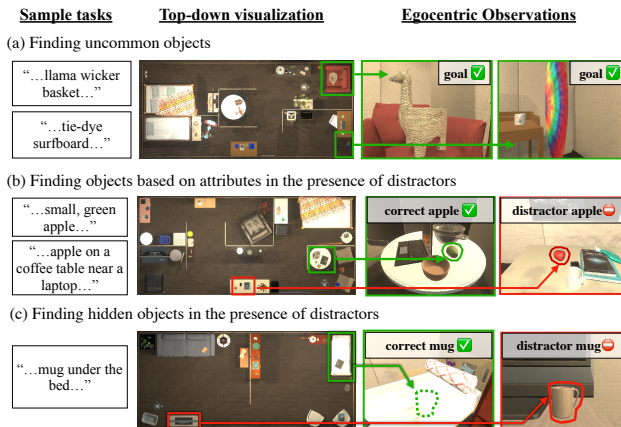 Sample tasks
Top-down visualization
Egocentric Observations
(a) Finding uncommon objects
“...llama wicker
basket...”
goal
goal
“...tie-dye
surfboard...”
(b) Finding objects based on attributes in the presence of distractors
“...small, green
apple...”
correct apple
distractor apple
“...apple on a
coffee table near a
laptop...”
(c) Finding hidden objects in the presence of distractors
correct mug
distractor mug
“...mug under the
bed...”